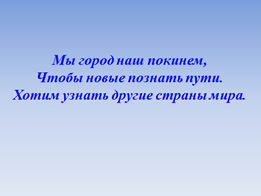 Мы город наш покинем,
Чтобы новые познать пути.
Хотим узнать другие страны мира.